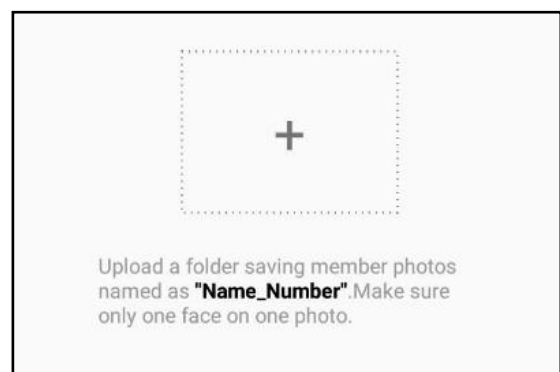 Upload a folder saving member photos
named as "Name_Number".Make sure
only one face on one photo.